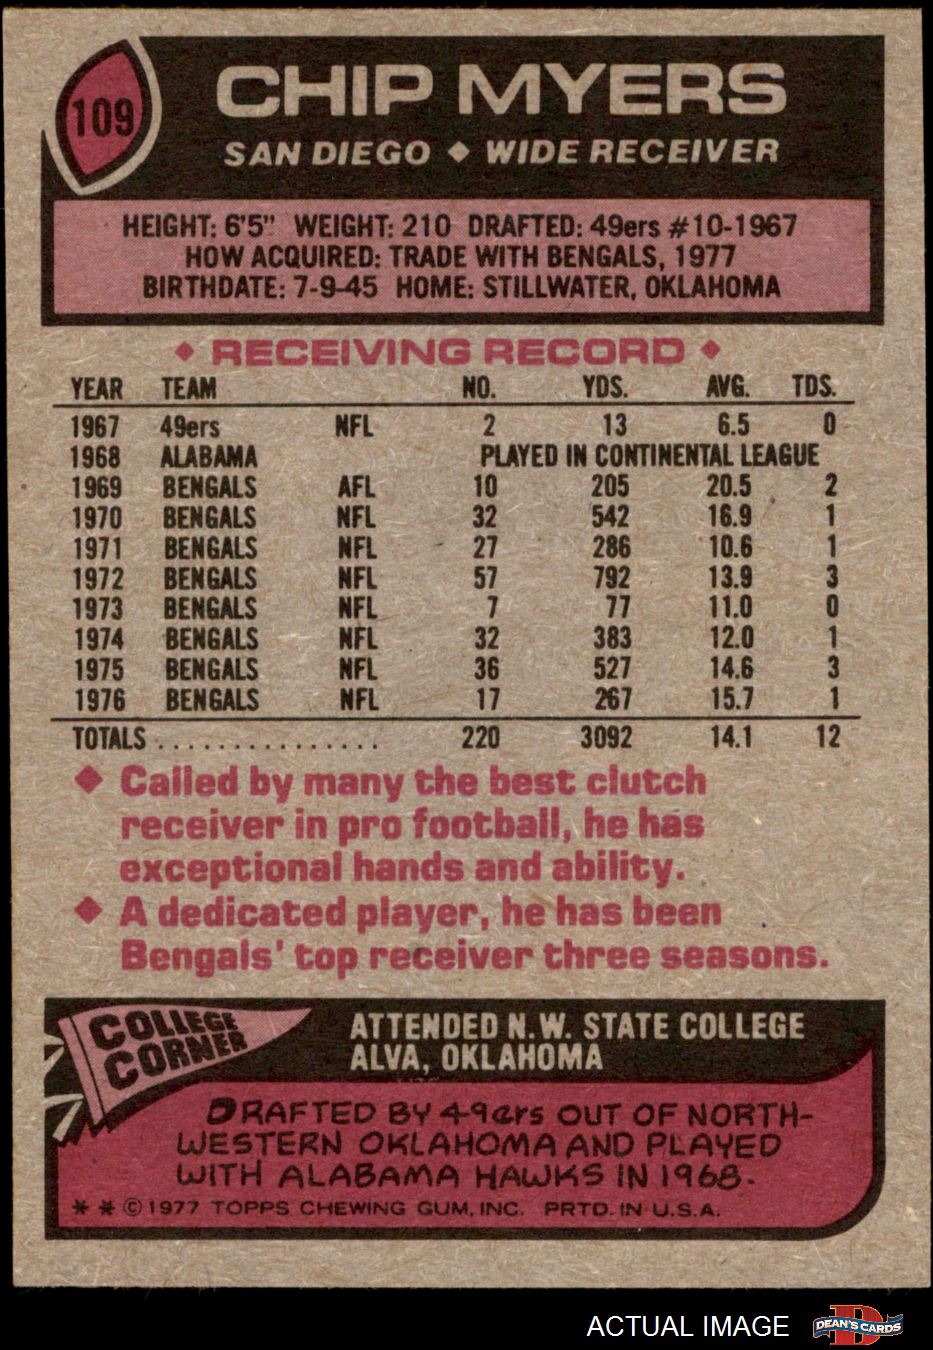 109
CHIP MYERS
SAN DIEGO ◆ WIDE RECEIVER
HEIGHT: 6'5" WEIGHT: 210 DRAFTED: 49ers #10-1967
HOW ACQUIRED: TRADE WITH BENGALS, 1977
BIRTHDATE: 7-9-45 HOME: STILLWATER, OKLAHOMA
◆ RECEIVING RECORD ◆
YEAR TEAM NO. YDS. AVG. TDS.
1967 49ers NFL 2 13 6.5 0
1968 ALABAMA PLAYED IN CONTINENTAL LEAGUE
1969 BENGALS AFL 10 205 20.5 2
1970 BENGALS NFL 32 542 16.9 1
1971 BENGALS NFL 27 286 10.6 1
1972 BENGALS NFL 57 792 13.9 3
1973 BENGALS NFL 7 77 11.0 0
1974 BENGALS NFL 32 383 12.0 1
1975 BENGALS NFL 36 527 14.6 3
1976 BENGALS NFL 17 267 15.7 1
TOTALS ................ 220 3092 14.1 12
◆ Called by many the best clutch
receiver in pro football, he has
exceptional hands and ability.
◆ A dedicated player, he has been
Bengals' top receiver three seasons.
COLLEGE
CORNER
ATTENDED N.W. STATE COLLEGE
ALVA, OKLAHOMA
DRAFTED BY 49ers OUT OF NORTH-
WESTERN OKLAHOMA AND PLAYED
WITH ALABAMA HAWKS IN 1968.
* * © 1977 TOPPS CHEWING GUM, INC. PRTD. IN U.S.A.
ACTUAL IMAGE
D
DEAN'S CARDS